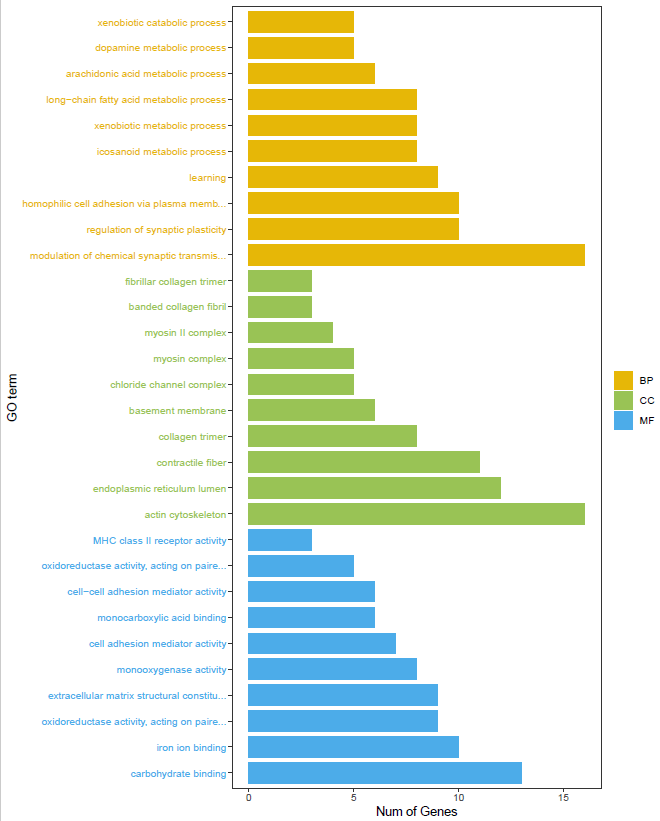 xenobiotic catabolic process
dopamine metabolic process
arachidonic acid metabolic process
long−chain fatty acid metabolic process
xenobiotic metabolic process
icosanoid metabolic process
learning
homophilic cell adhesion via plasma memb...
regulation of synaptic plasticity
modulation of chemical synaptic transmis...
fibrillar collagen trimer
banded collagen fibril
myosin II complex
myosin complex
chloride channel complex
basement membrane
collagen trimer
contractile fiber
endoplasmic reticulum lumen
actin cytoskeleton
MHC class II receptor activity
oxidoreductase activity, acting on paire...
cell−cell adhesion mediator activity
monocarboxylic acid binding
cell adhesion mediator activity
monooxygenase activity
extracellular matrix structural constitu...
oxidoreductase activity, acting on paire...
iron ion binding
carbohydrate binding
GO term
0 5 10 15
Num of Genes
BP
CC
MF